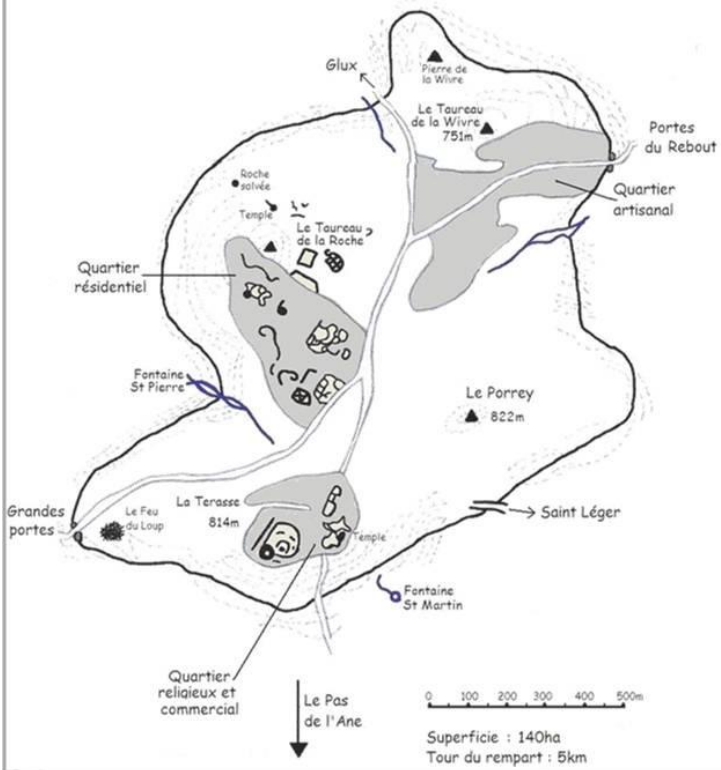 Glux
Pierre de
la Wivre
Le Taureau
de la Wivre
751m
Portes
du Rebout
Quartier
artisanal
Roche
salvée
Temple
Le Taureau
de la Roche
?
Quartier
résidentiel
Fontaine
St Pierre
Le Porrey
822m
Grandes
portes
Le Feu
du Loup
La Terasse
814m
Temple
Saint Léger
Fontaine
St Martin
Quartier
religieux et
commercial
Le Pas
de l'Ane
0 100 200 300 400 500m
Superficie : 140ha
Tour du rempart : 5km